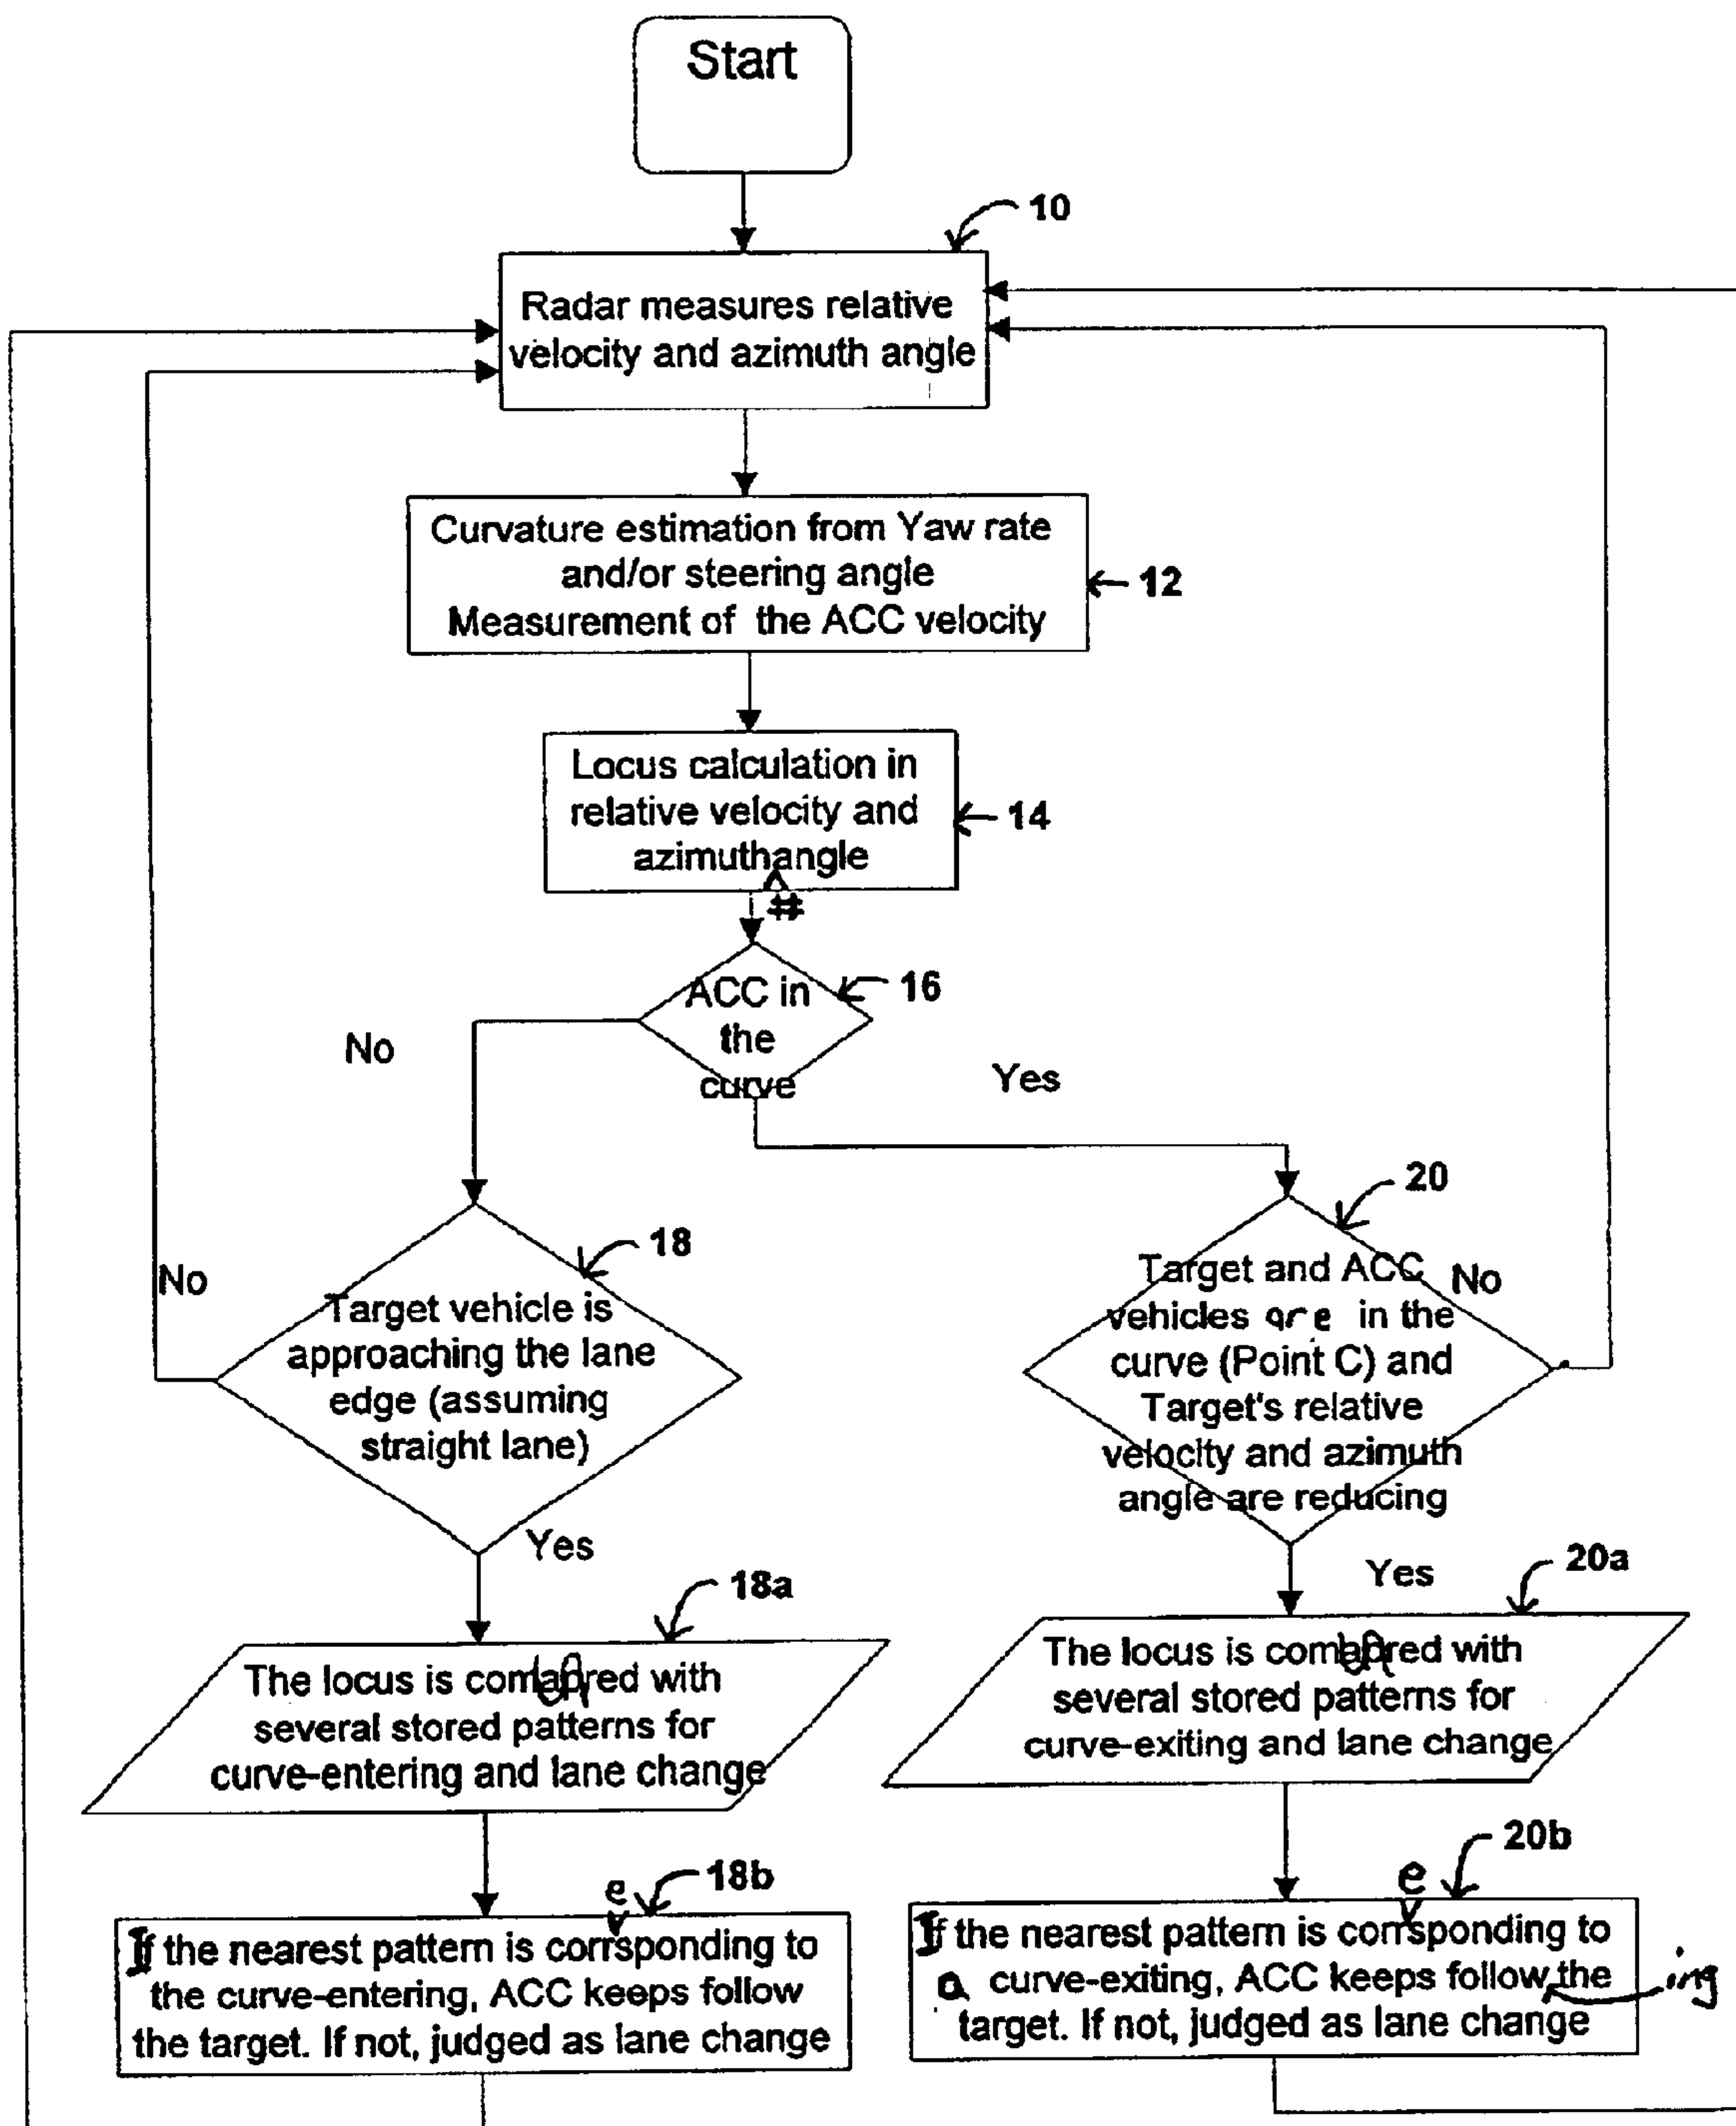 Start
10
Radar measures relative
velocity and azimuth angle
Curvature estimation from Yaw rate
and/or steering angle
Measurement of the ACC velocity
12
Locus calculation in
relative velocity and
azimuthangle
14
#
ACC in
the
curve
16
No
Yes
18
No
Target vehicle is
approaching the lane
edge (assuming
straight lane)
Yes
20
No
Target and ACC
vehicles are in the
curve (Point C) and
Target's relative
velocity and azimuth
angle are reducing
Yes
18a
The locus is comapred with
several stored patterns for
curve-entering and lane change
20a
The locus is comapred with
several stored patterns for
curve-exiting and lane change
18b
e
If the nearest pattern is corrsponding to
the curve-entering, ACC keeps follow
the target. If not, judged as lane change
20b
e
If the nearest pattern is corrsponding to
a curve-exiting, ACC keeps follow the
ing
target. If not, judged as lane change